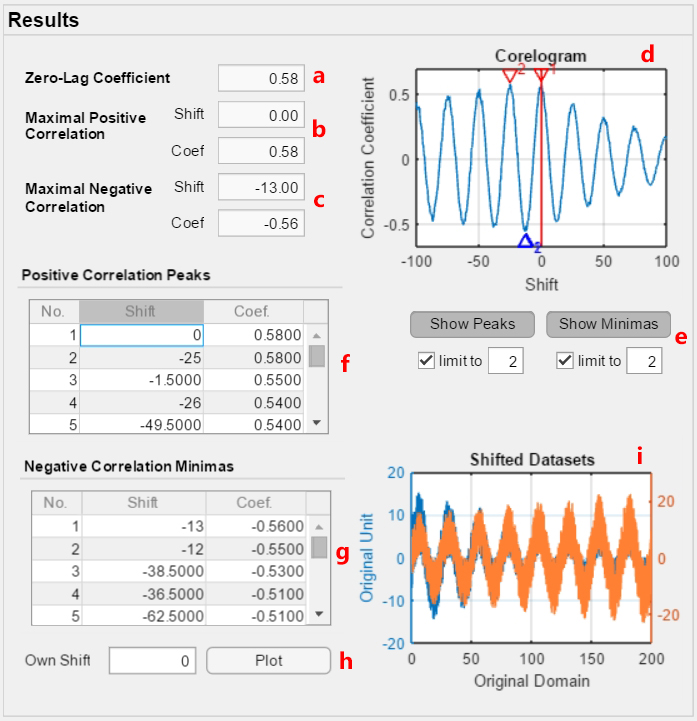 Results
Zero-Lag Coefficient 0.58 a
Maximal Positive Correlation
Shift 0.00
b
Coef 0.58
Maximal Negative Correlation
Shift -13.00
c
Coef -0.56
Corelogram d
Correlation Coefficient
0.5
0
-0.5
2 1
2
-100 -50 0 50 100
Shift
Show Peaks Show Minimas e
limit to 2 limit to 2
Positive Correlation Peaks
No. Shift Coef.
1 0 0.5800
2 -25 0.5800
3 -1.5000 0.5500
4 -26 0.5400
5 -49.5000 0.5400
f
Negative Correlation Minimas
No. Shift Coef.
1 -13 -0.5600
2 -12 -0.5500
3 -38.5000 -0.5300
4 -36.5000 -0.5100
5 -62.5000 -0.5100
g
Own Shift 0 Plot h
Shifted Datasets i
Original Unit
20
10
0
-10
-20
20
0
-20
0 50 100 150 200
Original Domain